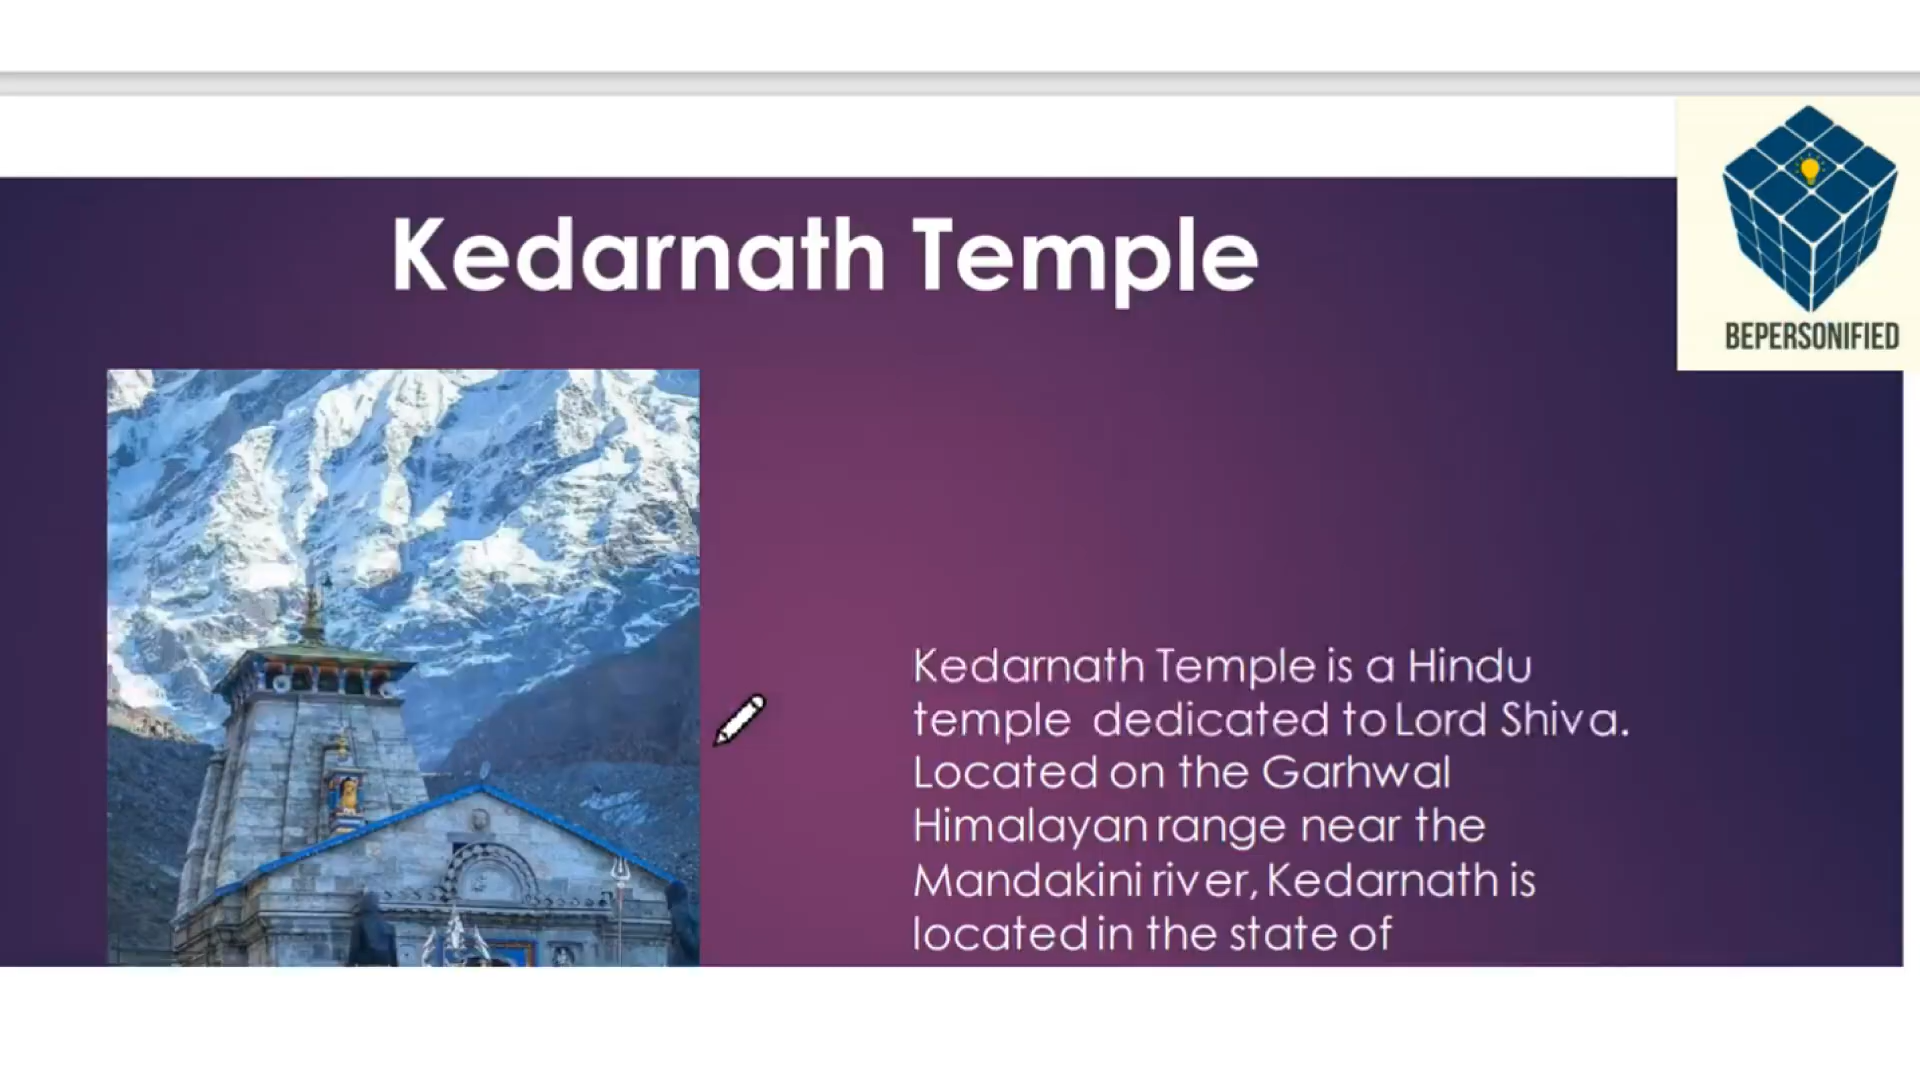 Kedarnath Temple
BEPERSONIFIED
Kedarnath Temple is a Hindu
temple dedicated to Lord Shiva.
Located on the Garhwal
Himalayan range near the
Mandakini river, Kedarnath is
located in the state of